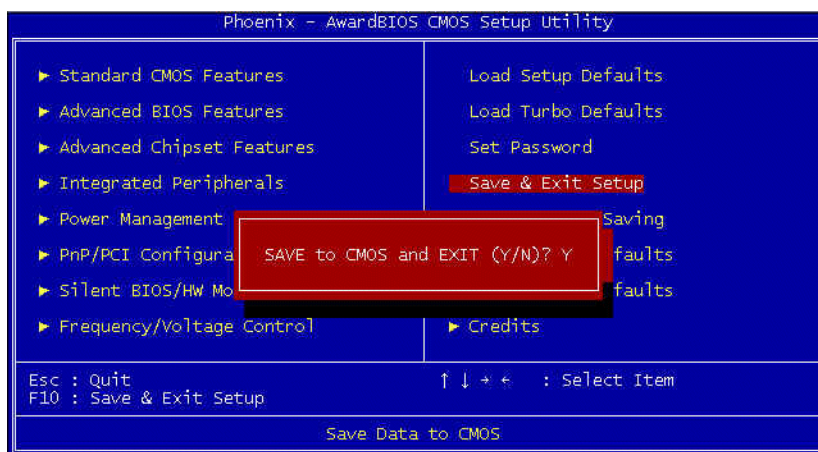 Phoenix – AwardBIOS CMOS Setup Utility
► Standard CMOS Features
► Advanced BIOS Features
► Advanced Chipset Features
► Integrated Peripherals
► Power Management
► PnP/PCI Configura
► Silent BIOS/HW Mo
► Frequency/Voltage Control
Load Setup Defaults
Load Turbo Defaults
Set Password
Save & Exit Setup
Saving
faults
faults
► Credits
SAVE to CMOS and EXIT (Y/N)? Y
Esc : Quit
F10 : Save & Exit Setup
↑ ↓ → ← : Select Item
Save Data to CMOS